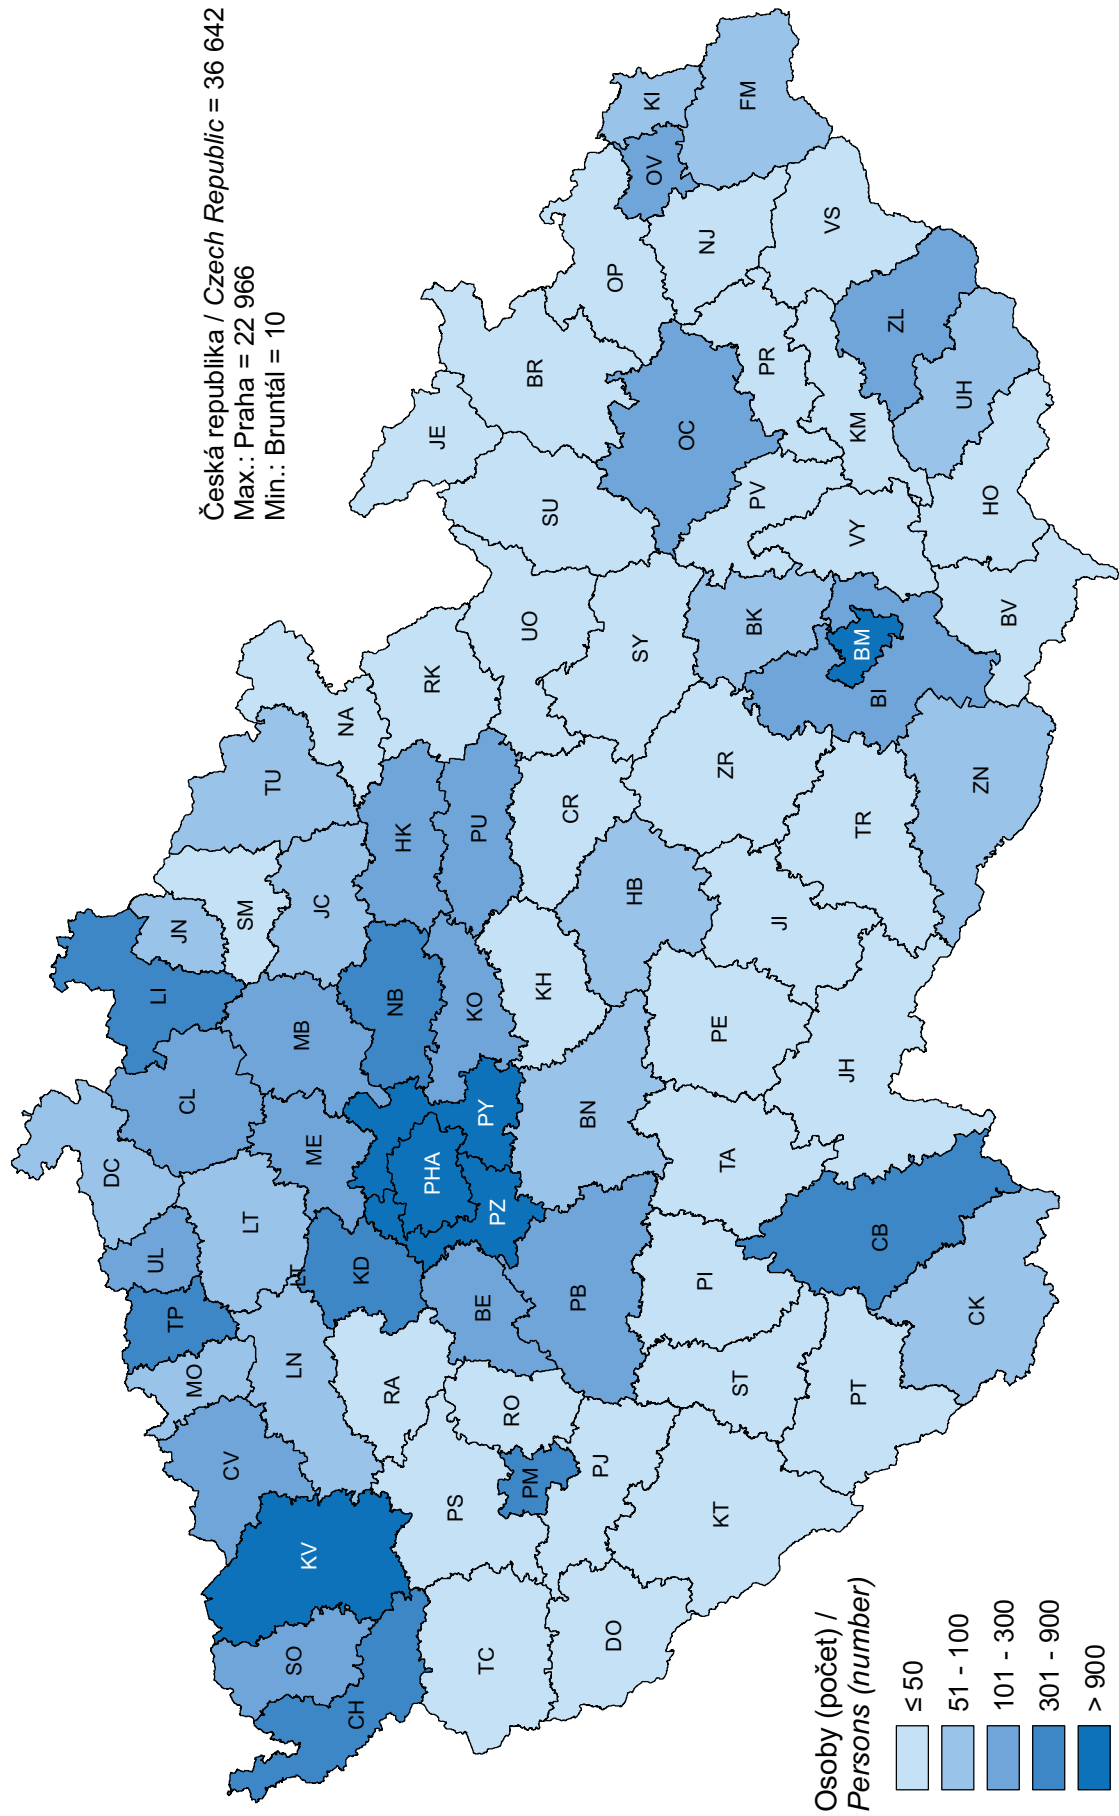 Česká republika / Czech Republic = 36 642
Max.: Praha = 22 966
Min.: Bruntál = 10
DC
LI
JN
SM
TU
NA
UL
CL
TP
MO
LT
LT
MB
JC
ME
CV
LN
KD
NB
HK
RK
JE
KV
RA
PHA
SO
CH
BE
PZ
PY
KO
PU
UO
SU
BR
PS
RO
KH
CR
OP
KI
OV
TC
PM
PJ
PB
BN
HB
SY
OC
NJ
FM
DO
KT
ST
PI
TA
PE
ZR
BK
PV
PR
VS
JI
KM
PT
CB
JH
TR
BI
BM
VY
ZL
CK
ZN
UH
HO
BV
Osoby (počet) /
Persons (number)
≤ 50
51 - 100
101 - 300
301 - 900
> 900